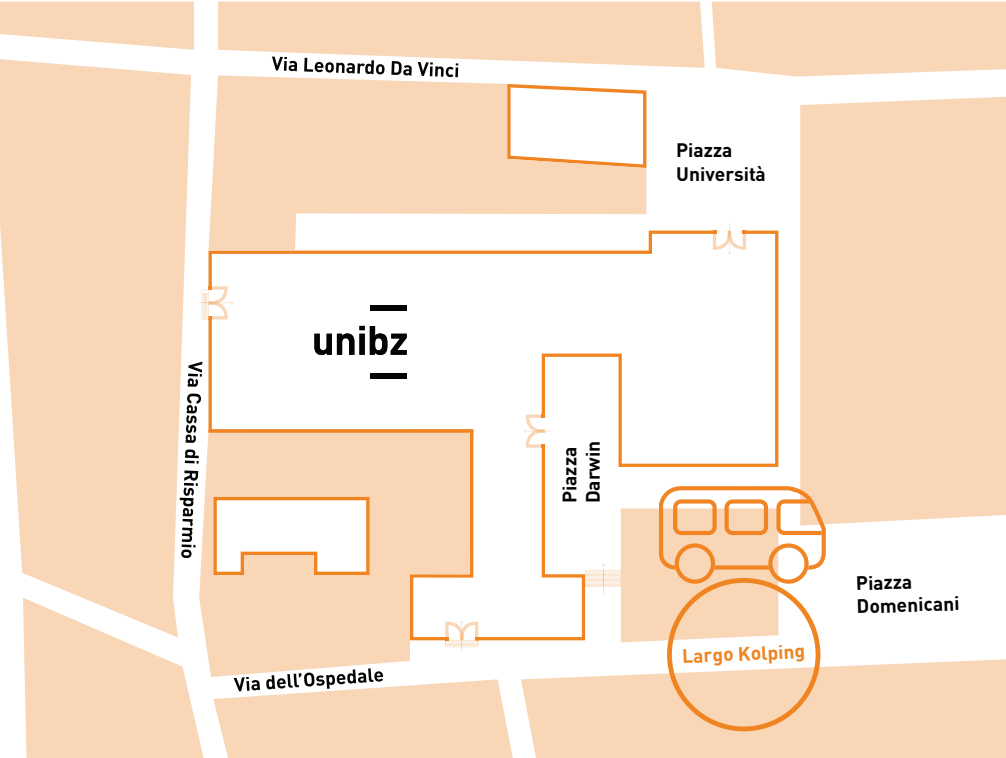 Via Leonardo Da Vinci
Piazza
Università
unibz
Via Cassa di Risparmio
Piazza
Darwin
Piazza
Domenicani
Largo Kolping
Via dell’Ospedale